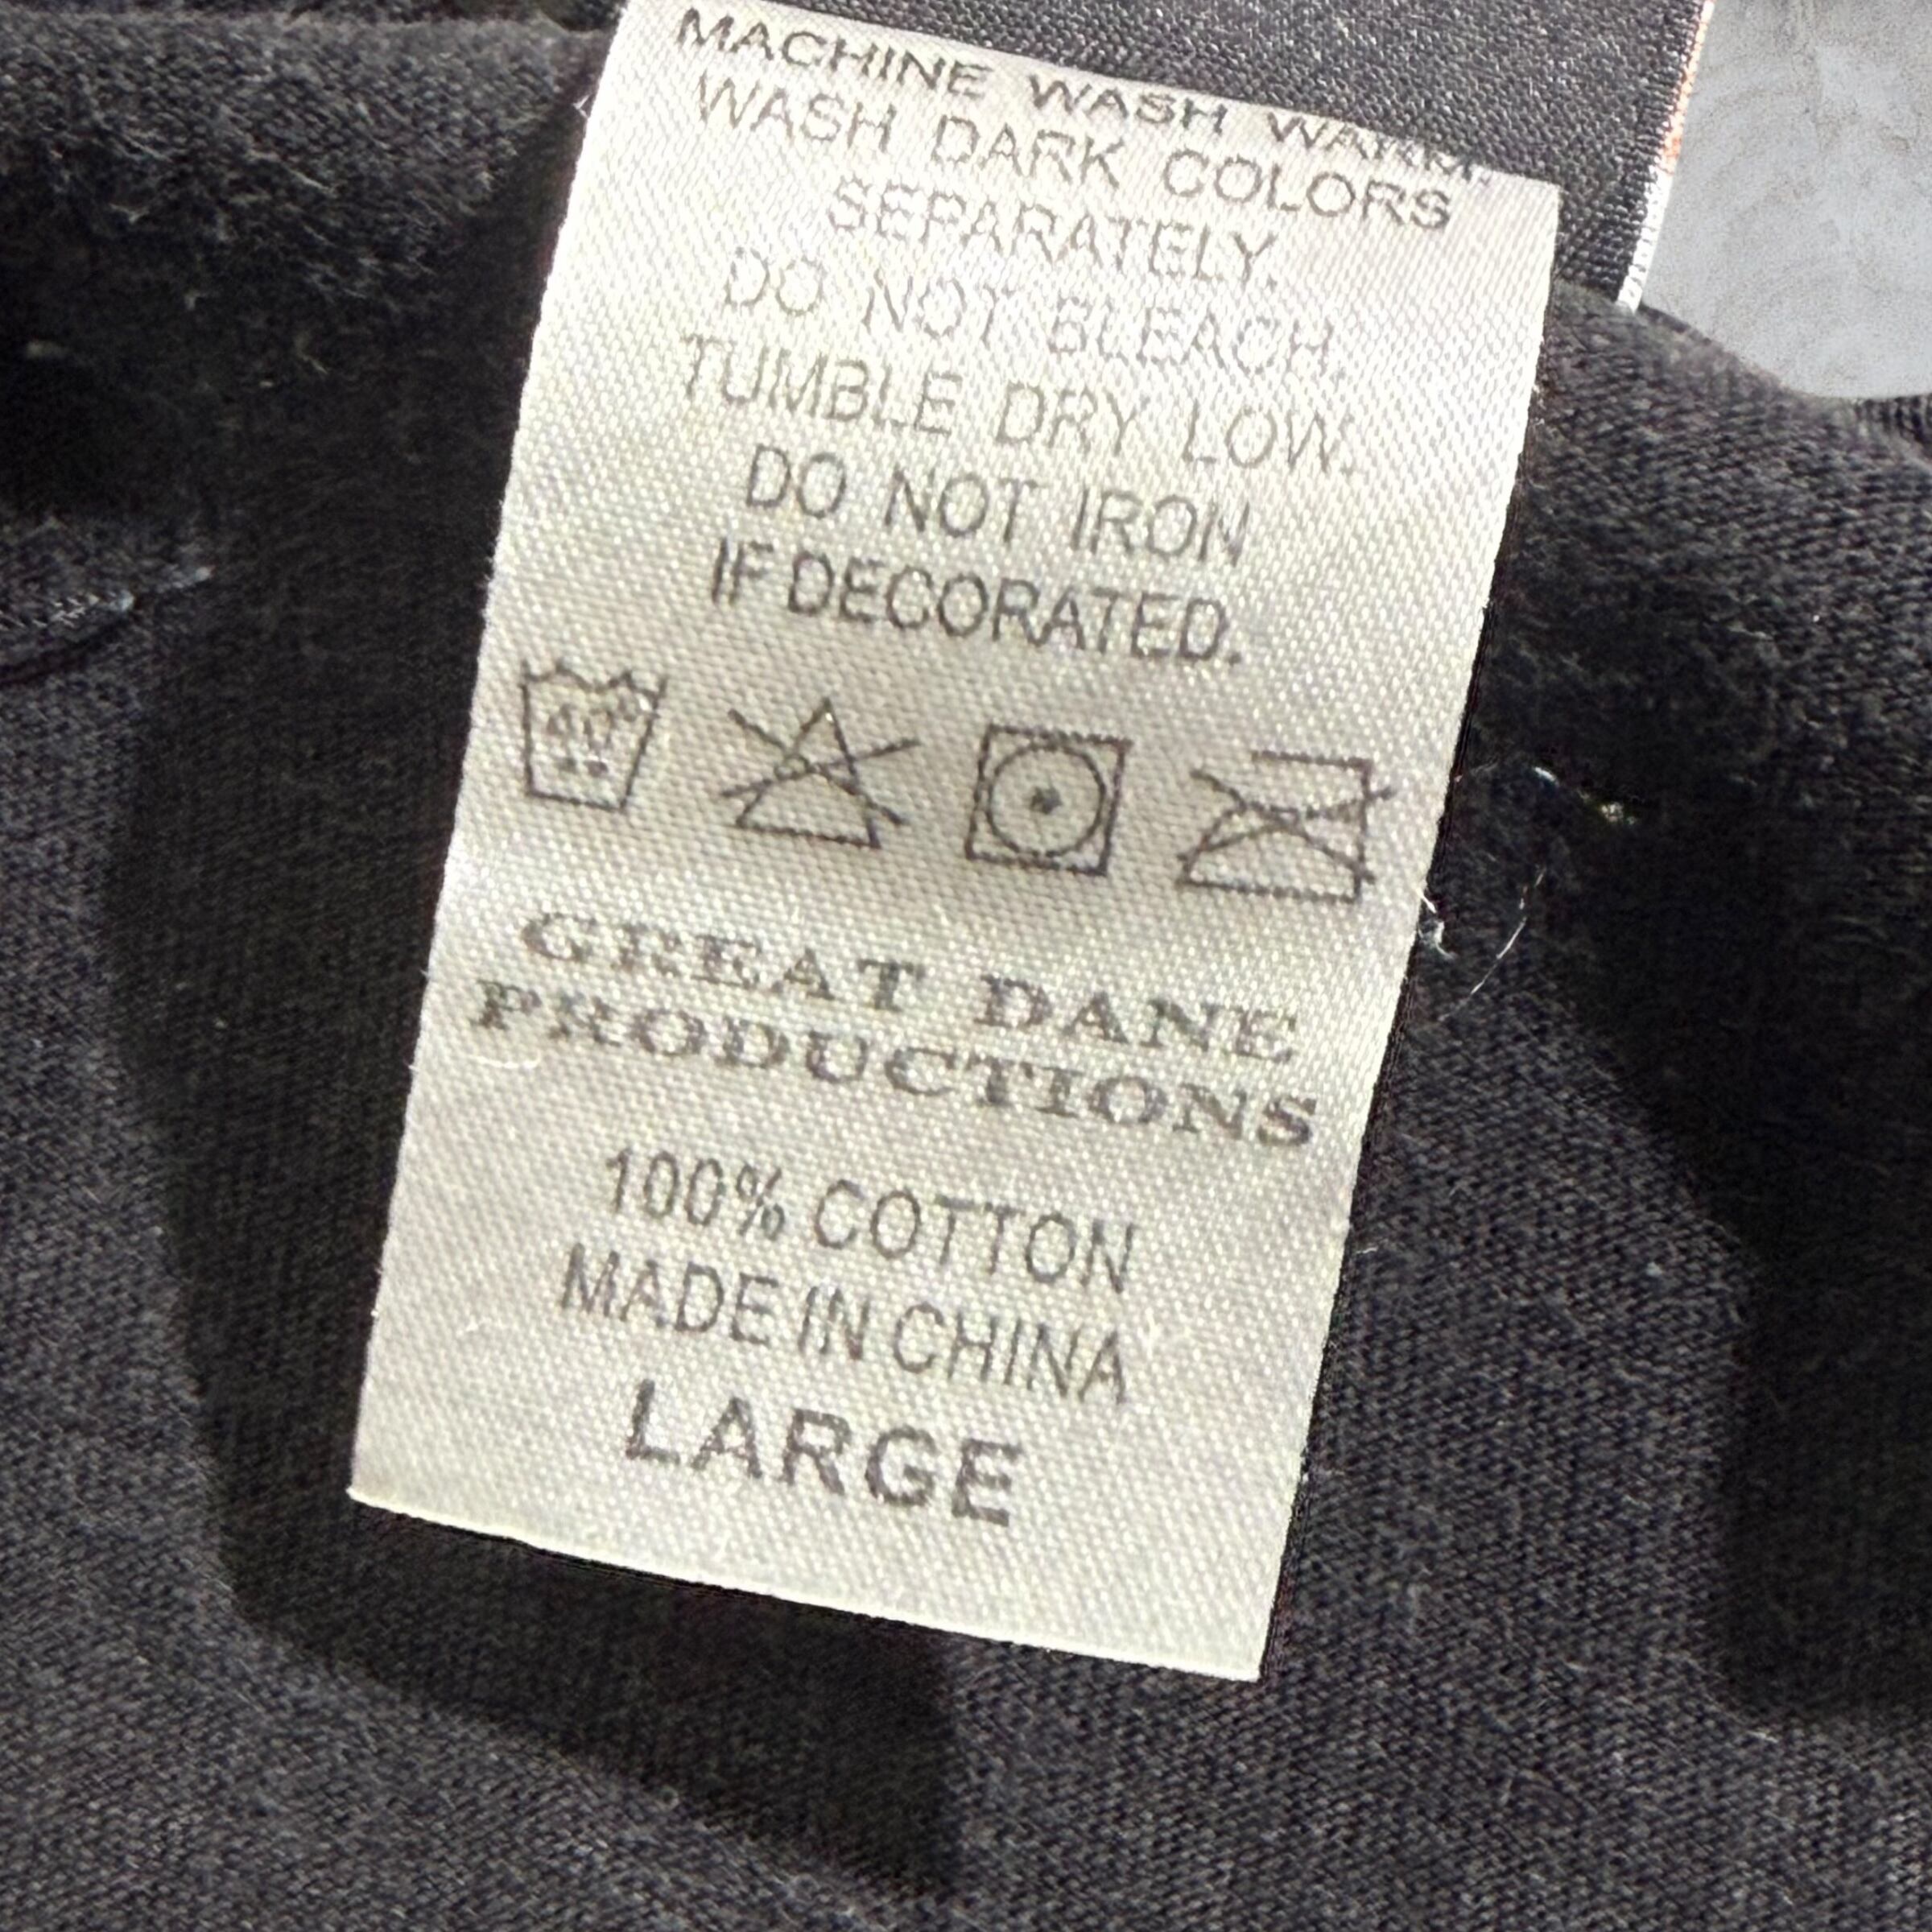 MACHINE WASH WARM.
WASH DARK COLORS
SEPARATELY.
DO NOT BLEACH.
TUMBLE DRY LOW.
DO NOT IRON
IF DECORATED.
40°
GREAT DANE
PRODUCTIONS
100% COTTON
MADE IN CHINA
LARGE